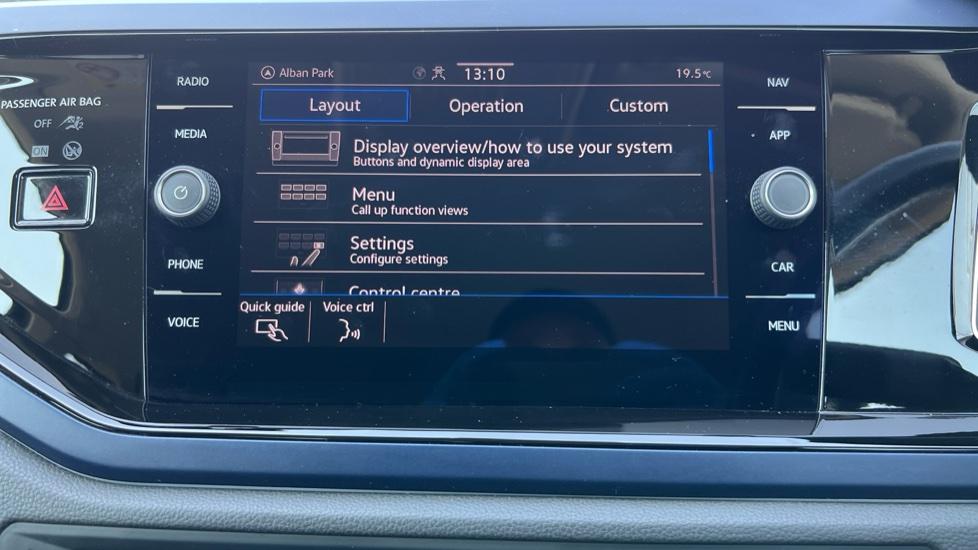 PASSENGER AIR BAG
OFF
ON
RADIO
MEDIA
PHONE
VOICE
Alban Park
13:10
19.5°C
Layout
Operation
Custom
Display overview/how to use your system
Buttons and dynamic display area
Menu
Call up function views
Settings
Configure settings
Control centre
Quick guide
Voice ctrl
NAV
APP
CAR
MENU